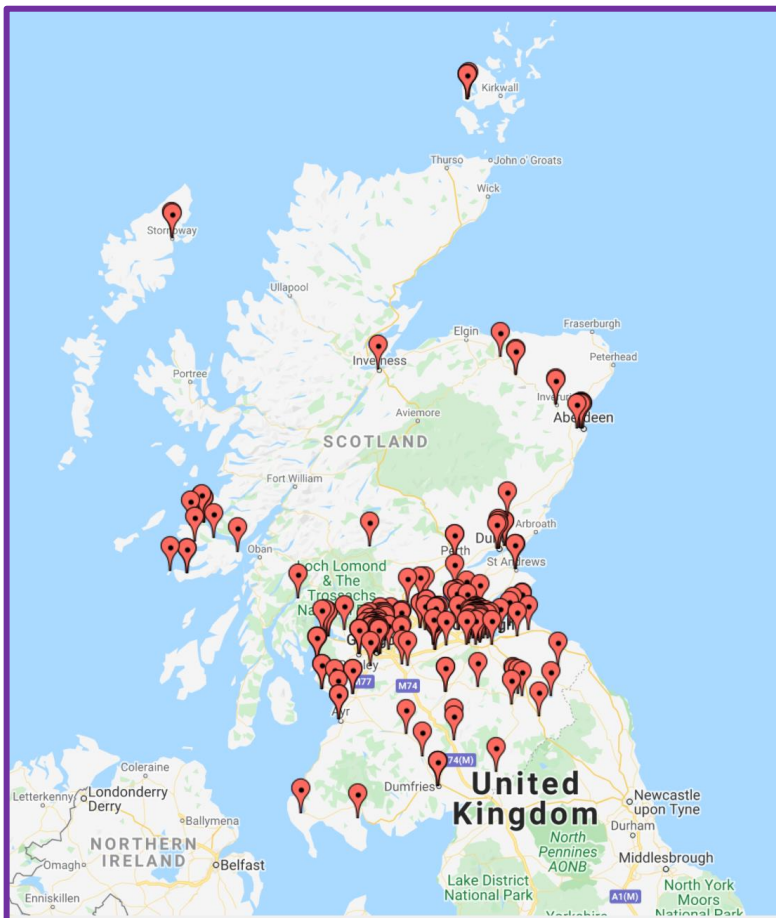 Kirkwall
Thurso
John o' Groats
Wick
Stornoway
Ullapool
Elgin
Fraserburgh
Inverness
Peterhead
Portree
Aviemore
Aberdeen
SCOTLAND
Fort William
Arbroath
Oban
Perth
St Andrews
Loch Lomond
& The
M77
M74
Ayr
74(M)
Coleraine
Dumfries
United
Kingdom
Letterkenny
Londonderry
Derry
Newcastle
upon Tyne
Ballymena
NORTHERN
IRELAND
North
Pennines
AONB
Durham
Omagh
Belfast
Middlesbrough
Lake District
National Park
Enniskillen
A1(M)
North York
Moors
National Park